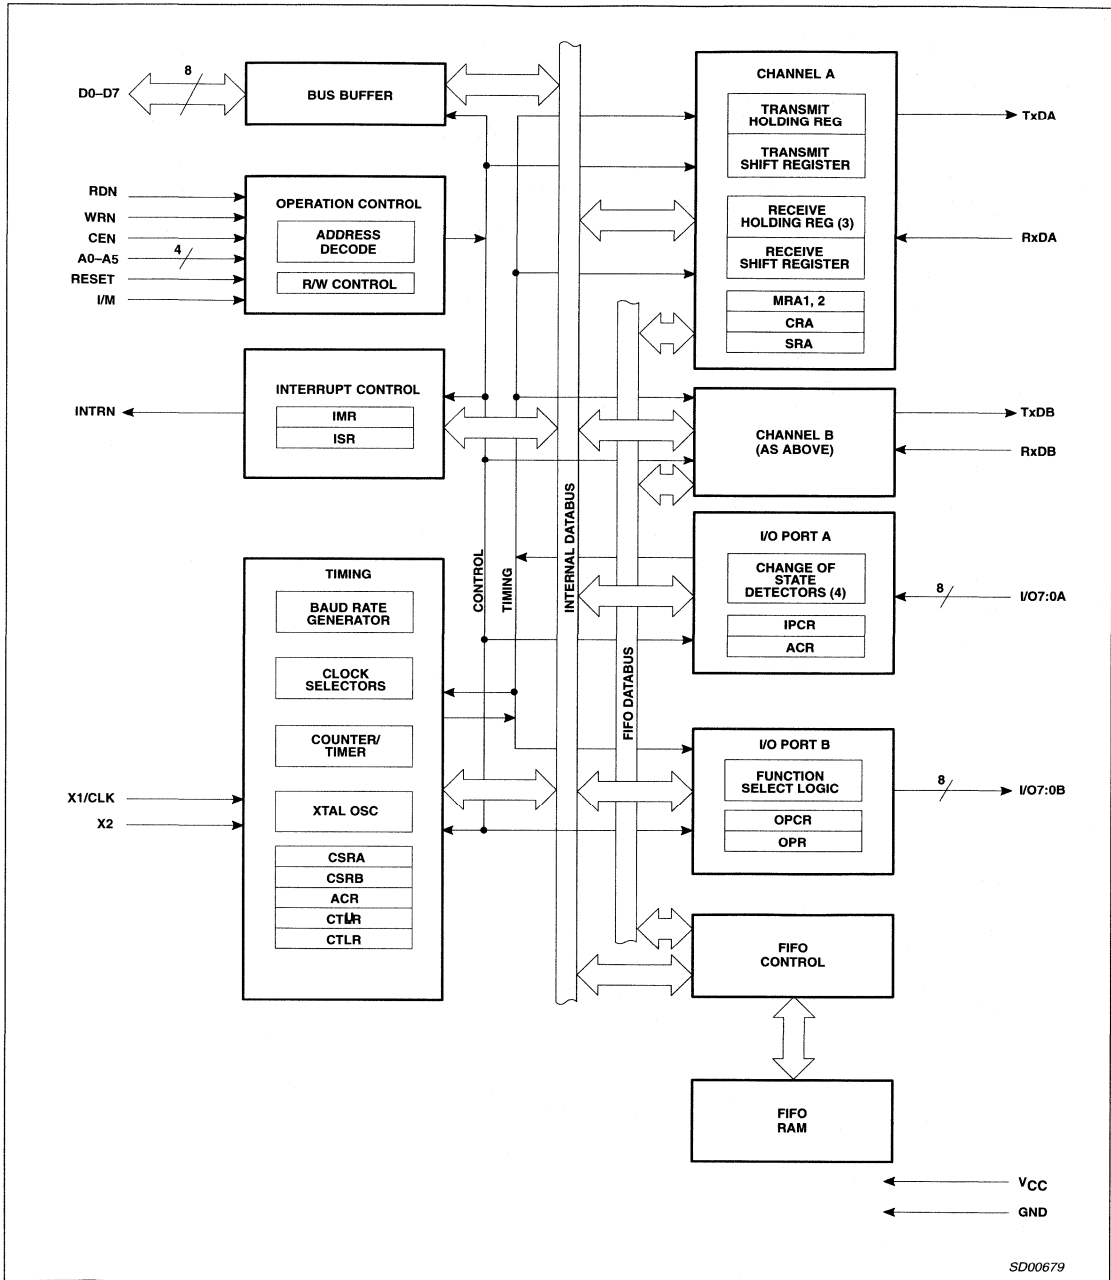 D0–D7
8
BUS BUFFER
RDN
WRN
CEN
A0–A5
4
RESET
I/M
OPERATION CONTROL
ADDRESS
DECODE
R/W CONTROL
INTRN
INTERRUPT CONTROL
IMR
ISR
TIMING
BAUD RATE
GENERATOR
CLOCK
SELECTORS
COUNTER/
TIMER
XTAL OSC
X1/CLK
X2
CSRA
CSRB
ACR
CTUR
CTLR
CONTROL
TIMING
INTERNAL DATABUS
FIFO DATABUS
CHANNEL A
TRANSMIT
HOLDING REG
TRANSMIT
SHIFT REGISTER
RECEIVE
HOLDING REG (3)
RECEIVE
SHIFT REGISTER
MRA1, 2
CRA
SRA
TxDA
RxDA
CHANNEL B
(AS ABOVE)
TxDB
RxDB
I/O PORT A
CHANGE OF
STATE
DETECTORS (4)
IPCR
ACR
8
I/O7:0A
I/O PORT B
FUNCTION
SELECT LOGIC
OPCR
OPR
8
I/O7:0B
FIFO
CONTROL
FIFO
RAM
VCC
GND
SD00679